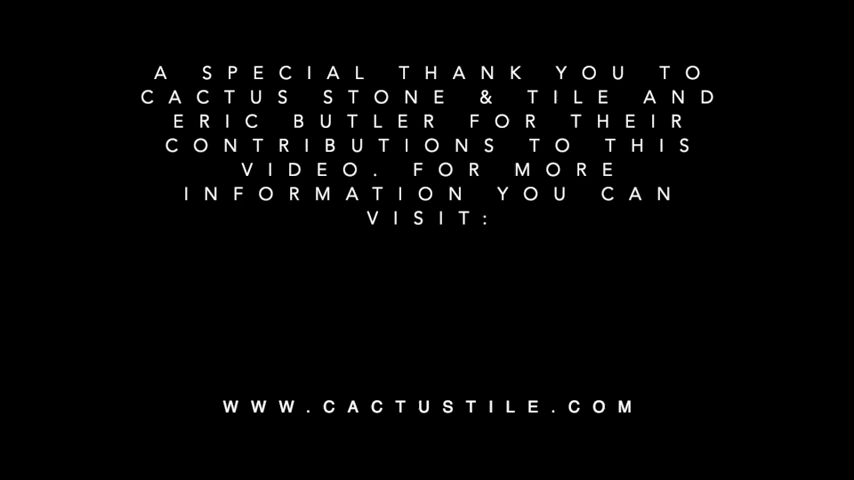 A SPECIAL THANK YOU TO
CACTUS STONE & TILE AND
ERIC BUTLER FOR THEIR
CONTRIBUTIONS TO THIS
VIDEO. FOR MORE
INFORMATION YOU CAN
VISIT:
WWW.CACTUSTILE.COM